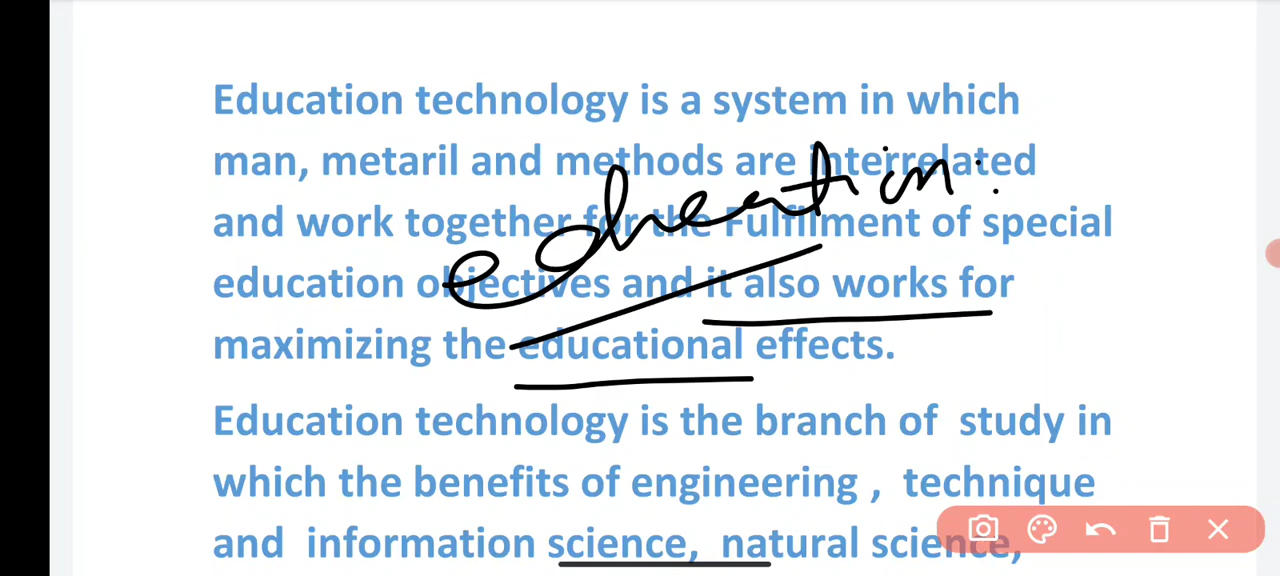 Education technology is a system in which
man, metaril and methods are interrelated
and work together for the Fulfilment of special
education objectives and it also works for
maximizing the educational effects.
education
Education technology is the branch of study in
which the benefits of engineering , technique
and information science, natural science,